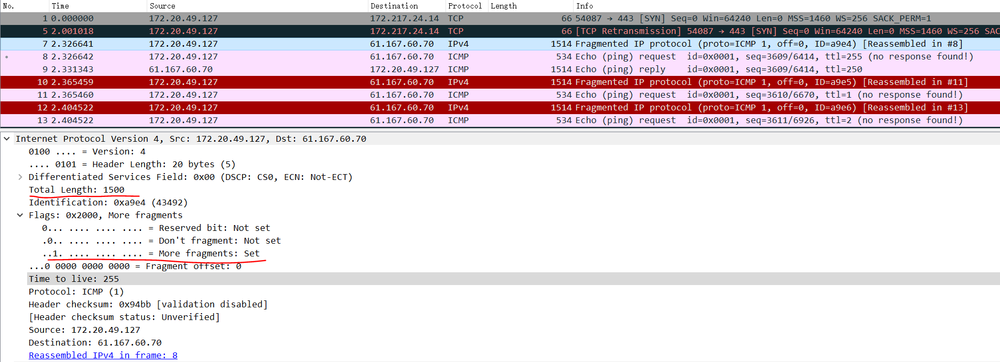 No. Time Source Destination Protocol Length Info
1 0.000000 172.20.49.127 172.217.24.14 TCP 66 54087 → 443 [SYN] Seq=0 Win=64240 Len=0 MSS=1460 WS=256 SACK_PERM=1
5 2.001018 172.20.49.127 172.217.24.14 TCP 66 [TCP Retransmission] 54087 → 443 [SYN] Seq=0 Win=64240 Len=0 MSS=1460 WS=256 SAC
7 2.326641 172.20.49.127 61.167.60.70 IPv4 1514 Fragmented IP protocol (proto=ICMP 1, off=0, ID=a9e4) [Reassembled in #8]
8 2.326642 172.20.49.127 61.167.60.70 ICMP 534 Echo (ping) request id=0x0001, seq=3609/6414, ttl=255 (no response found!)
9 2.331343 61.167.60.70 172.20.49.127 ICMP 1514 Echo (ping) reply id=0x0001, seq=3609/6414, ttl=250
10 2.365459 172.20.49.127 61.167.60.70 IPv4 1514 Fragmented IP protocol (proto=ICMP 1, off=0, ID=a9e5) [Reassembled in #11]
11 2.365460 172.20.49.127 61.167.60.70 ICMP 534 Echo (ping) request id=0x0001, seq=3610/6670, ttl=1 (no response found!)
12 2.404522 172.20.49.127 61.167.60.70 IPv4 1514 Fragmented IP protocol (proto=ICMP 1, off=0, ID=a9e6) [Reassembled in #13]
13 2.404522 172.20.49.127 61.167.60.70 ICMP 534 Echo (ping) request id=0x0001, seq=3611/6926, ttl=2 (no response found!)
Internet Protocol Version 4, Src: 172.20.49.127, Dst: 61.167.60.70
0100 .... = Version: 4
.... 0101 = Header Length: 20 bytes (5)
Differentiated Services Field: 0x00 (DSCP: CS0, ECN: Not-ECT)
Total Length: 1500
Identification: 0xa9e4 (43492)
Flags: 0x2000, More fragments
0... .... .... .... = Reserved bit: Not set
.0.. .... .... .... = Don't fragment: Not set
..1. .... .... .... = More fragments: Set
...0 0000 0000 0000 = Fragment offset: 0
Time to live: 255
Protocol: ICMP (1)
Header checksum: 0x94bb [validation disabled]
[Header checksum status: Unverified]
Source: 172.20.49.127
Destination: 61.167.60.70
Reassembled IPv4 in frame: 8